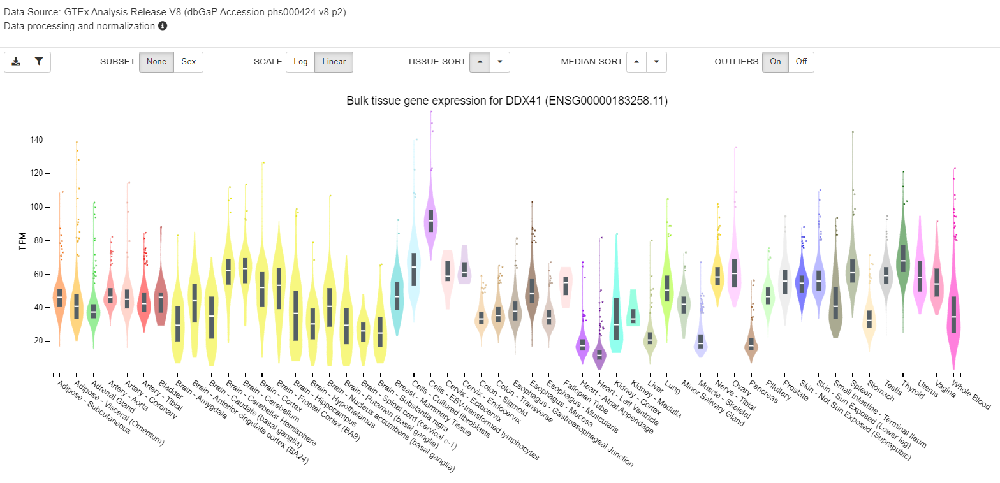 Data Source: GTEx Analysis Release V8 (dbGaP Accession phs000424.v8.p2)
Data processing and normalization
SUBSET None Sex SCALE Log Linear TISSUE SORT MEDIAN SORT OUTLIERS On Off
Bulk tissue gene expression for DDX41 (ENSG00000183258.11)
TPM
140
120
100
80
60
40
20
Adipose - Subcutaneous
Adipose - Visceral (Omentum)
Adrenal Gland
Artery - Aorta
Artery - Coronary
Artery - Tibial
Bladder
Brain - Amygdala
Brain - Anterior cingulate cortex (BA24)
Brain - Caudate (basal ganglia)
Brain - Cerebellar Hemisphere
Brain - Cerebellum
Brain - Cortex
Brain - Frontal Cortex (BA9)
Brain - Hippocampus
Brain - Hypothalamus
Brain - Nucleus accumbens (basal ganglia)
Brain - Putamen (basal ganglia)
Brain - Spinal cord (cervical c-1)
Brain - Substantia nigra
Breast - Mammary Tissue
Cells - Cultured fibroblasts
Cells - EBV-transformed lymphocytes
Cervix - Ectocervix
Cervix - Endocervix
Colon - Sigmoid
Colon - Transverse
Esophagus - Gastroesophageal Junction
Esophagus - Mucosa
Esophagus - Muscularis
Fallopian Tube
Heart - Atrial Appendage
Heart - Left Ventricle
Kidney - Cortex
Kidney - Medulla
Liver
Lung
Minor Salivary Gland
Muscle - Skeletal
Nerve - Tibial
Ovary
Pancreas
Pituitary
Prostate
Skin - Not Sun Exposed (Suprapubic)
Skin - Sun Exposed (Lower leg)
Small Intestine - Terminal Ileum
Spleen
Stomach
Testis
Thyroid
Uterus
Vagina
Whole Blood